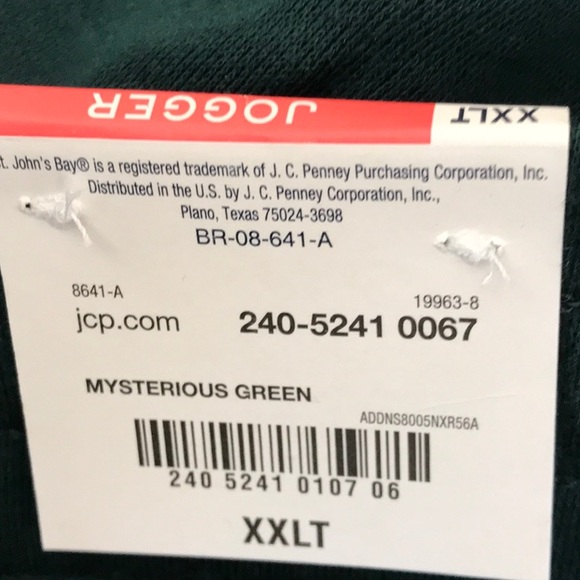 JOGGER XXLT
t. John's Bay® is a registered trademark of J. C. Penney Purchasing Corporation, Inc.
Distributed in the U.S. by J. C. Penney Corporation, Inc.,
Plano, Texas 75024-3698
BR-08-641-A
8641-A 19963-8
jcp.com 240-5241 0067
MYSTERIOUS GREEN
ADDNS8005NXR56A
240 5241 0107 06
XXLT